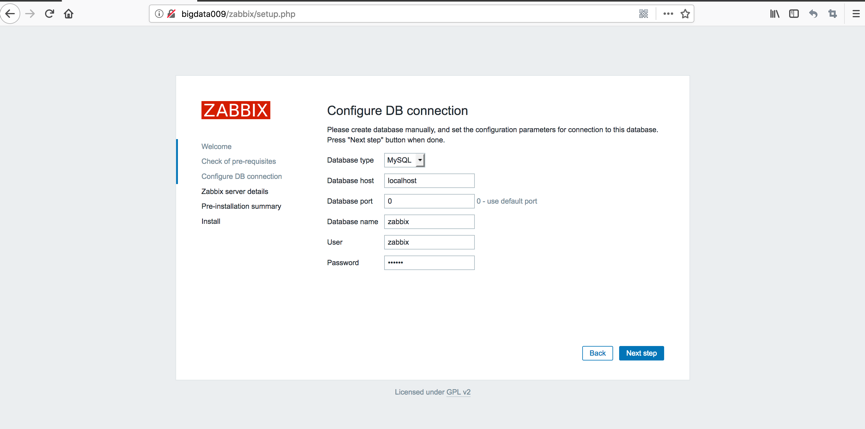 bigdata009/zabbix/setup.php
ZABBIX
Welcome
Check of pre-requisites
Configure DB connection
Zabbix server details
Pre-installation summary
Install
Configure DB connection
Please create database manually, and set the configuration parameters for connection to this database.
Press "Next step" button when done.
Database type MySQL
Database host localhost
Database port 0 0 - use default port
Database name zabbix
User zabbix
Password ••••••
Back Next step
Licensed under GPL v2